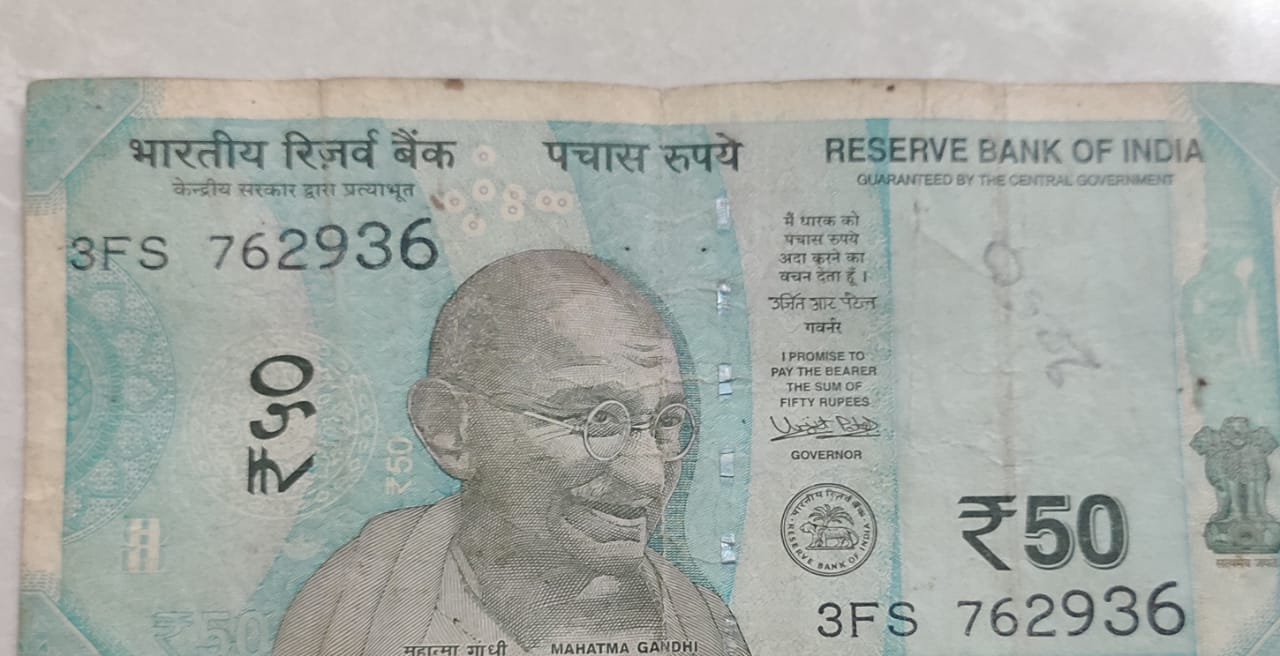 भारतीय रिज़र्व बैंक
केन्द्रीय सरकार द्वारा प्रत्याभूत
3FS 762936
₹५०
₹50
₹50
पचास रुपये
महात्मा गांधी MAHATMA GANDHI
RESERVE BANK OF INDIA
GUARANTEED BY THE CENTRAL GOVERNMENT
मैं धारक को
पचास रुपये
अदा करने का
वचन देता हूँ ।
उर्जित आर पटेल
गवर्नर
I PROMISE TO
PAY THE BEARER
THE SUM OF
FIFTY RUPEES
GOVERNOR
भारतीय रिज़र्व बैंक
RESERVE BANK OF INDIA
₹50
3FS 762936
सत्यमेव जयते